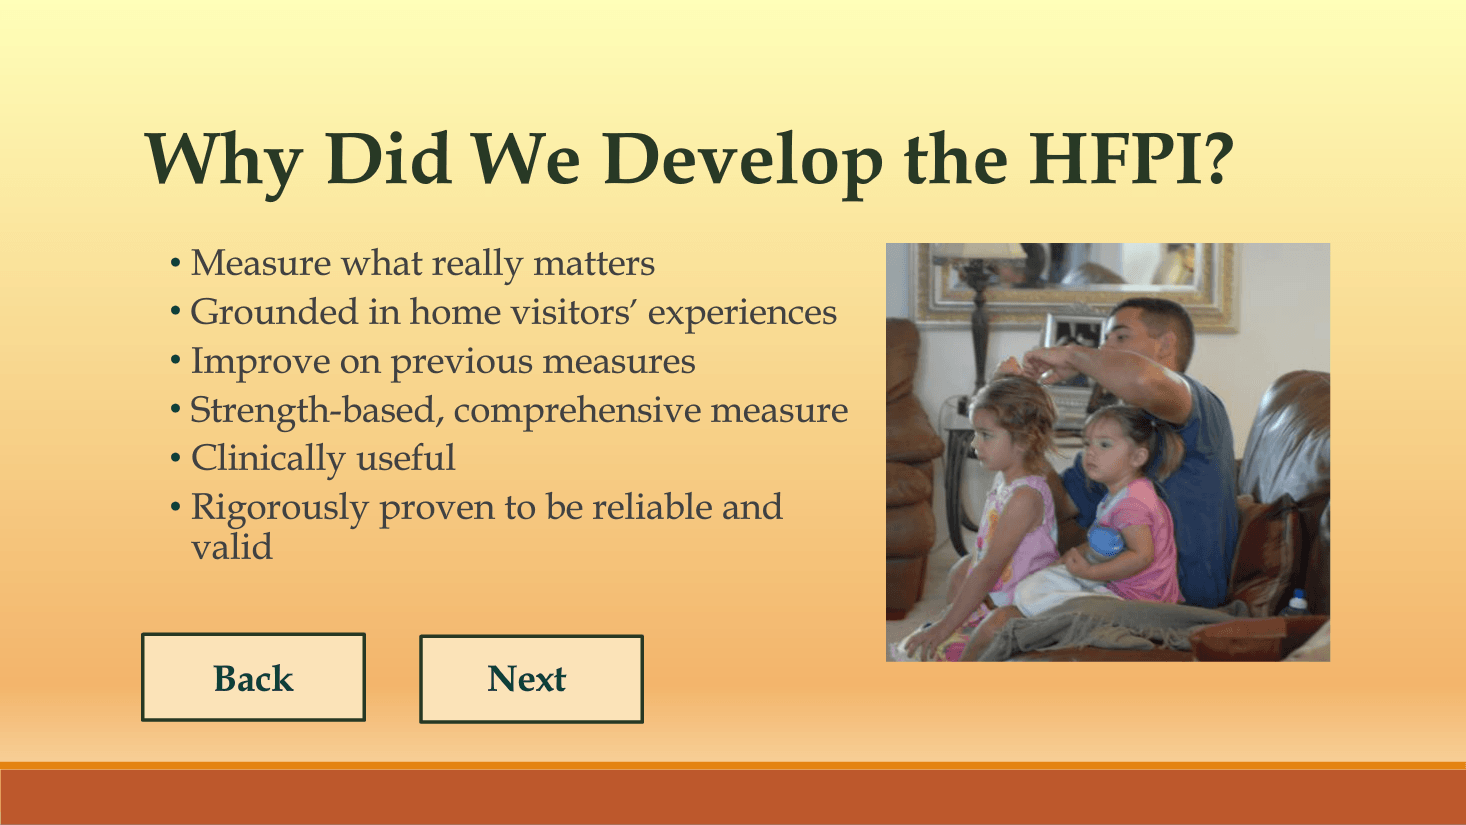 Why Did We Develop the HFPI?
• Measure what really matters
• Grounded in home visitors’ experiences
• Improve on previous measures
• Strength-based, comprehensive measure
• Clinically useful
• Rigorously proven to be reliable and
valid
Back
Next